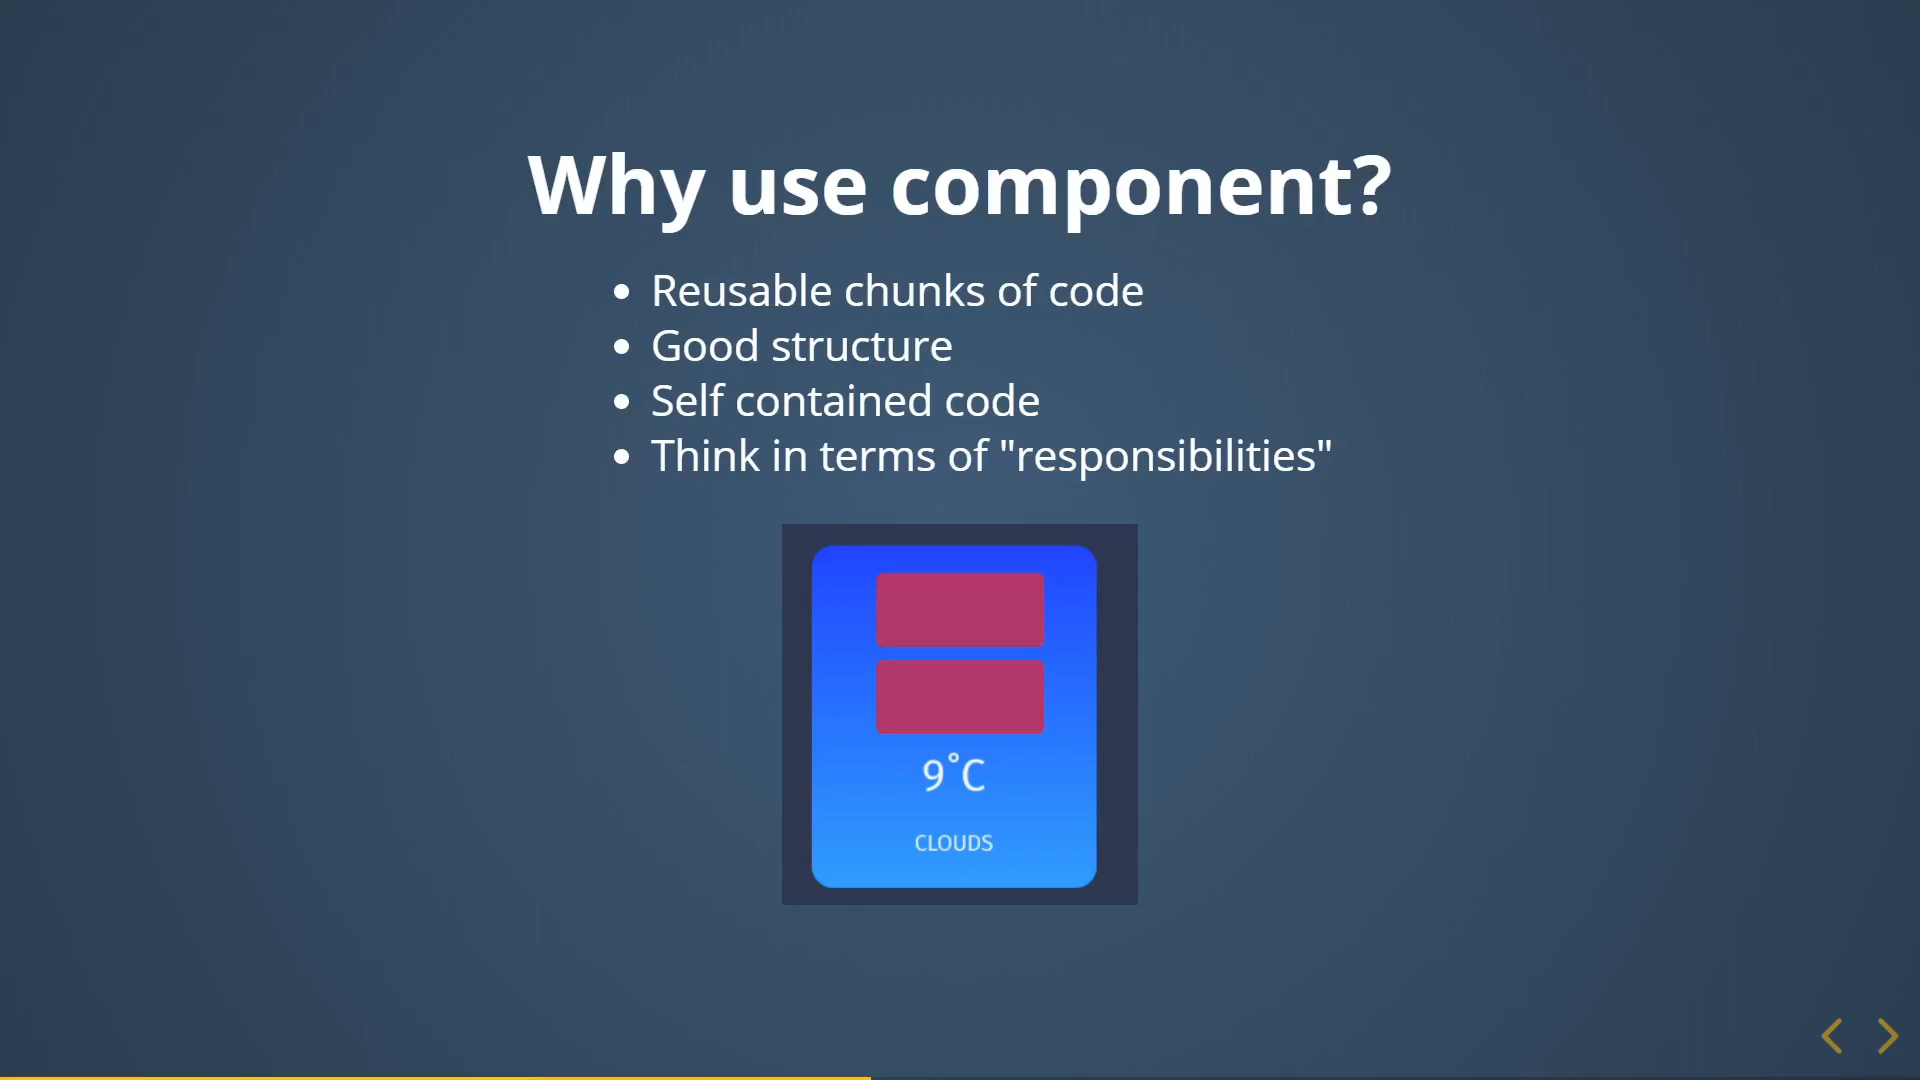 Why use component?
Reusable chunks of code
Good structure
Self contained code
Think in terms of "responsibilities"
9°C
CLOUDS